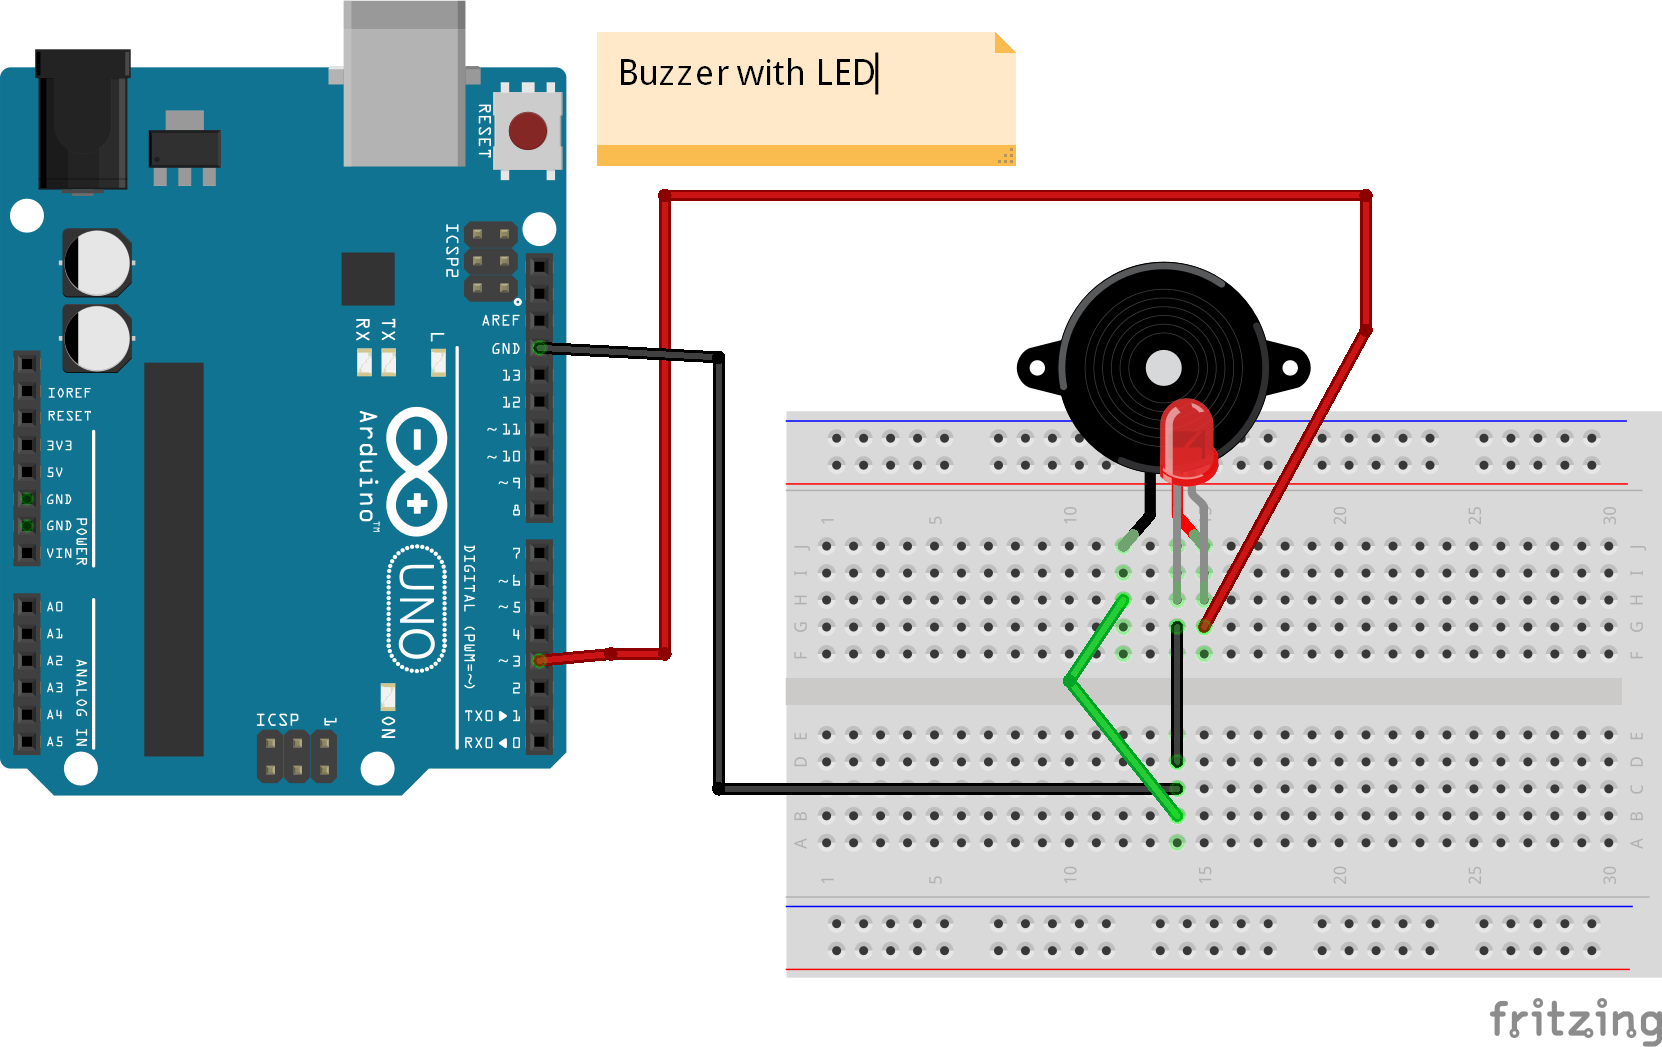 Buzzer with LED
RESET
ICSP2
AREF
GND
13
12
~11
~10
~9
8
7
~6
~5
4
~3
2
TX0▶1
RX0◀0
DIGITAL (PWM=~)
RX
TX
L
Arduino™
UNO
IOREF
RESET
3V3
5V
GND
GND
VIN
POWER
A0
A1
A2
A3
A4
A5
ANALOG IN
ICSP
1
ON
1 5 10 15 20 25 30
J J
I I
H H
G G
F F
E E
D D
C C
B B
A A
1 5 10 15 20 25 30
fritzing